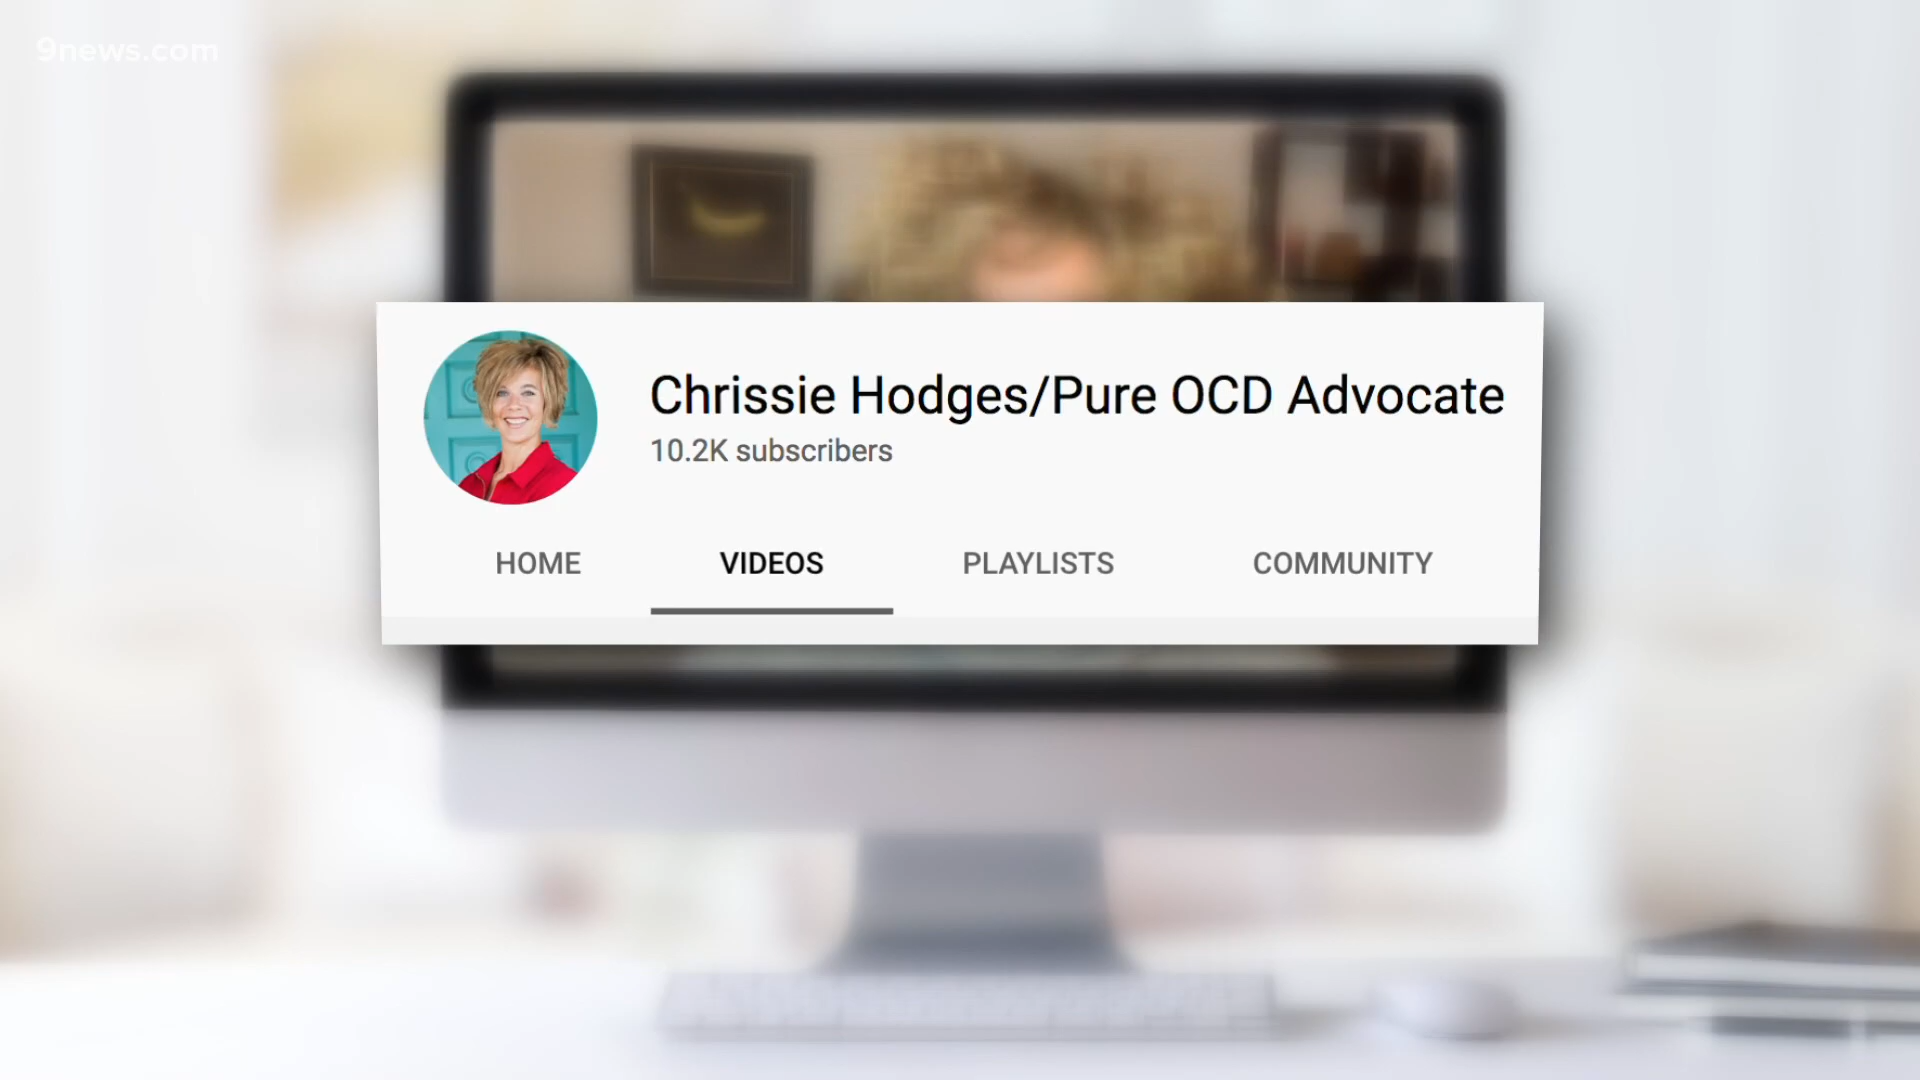 9news.com
Chrissie Hodges/Pure OCD Advocate
10.2K subscribers
HOME
VIDEOS
PLAYLISTS
COMMUNITY